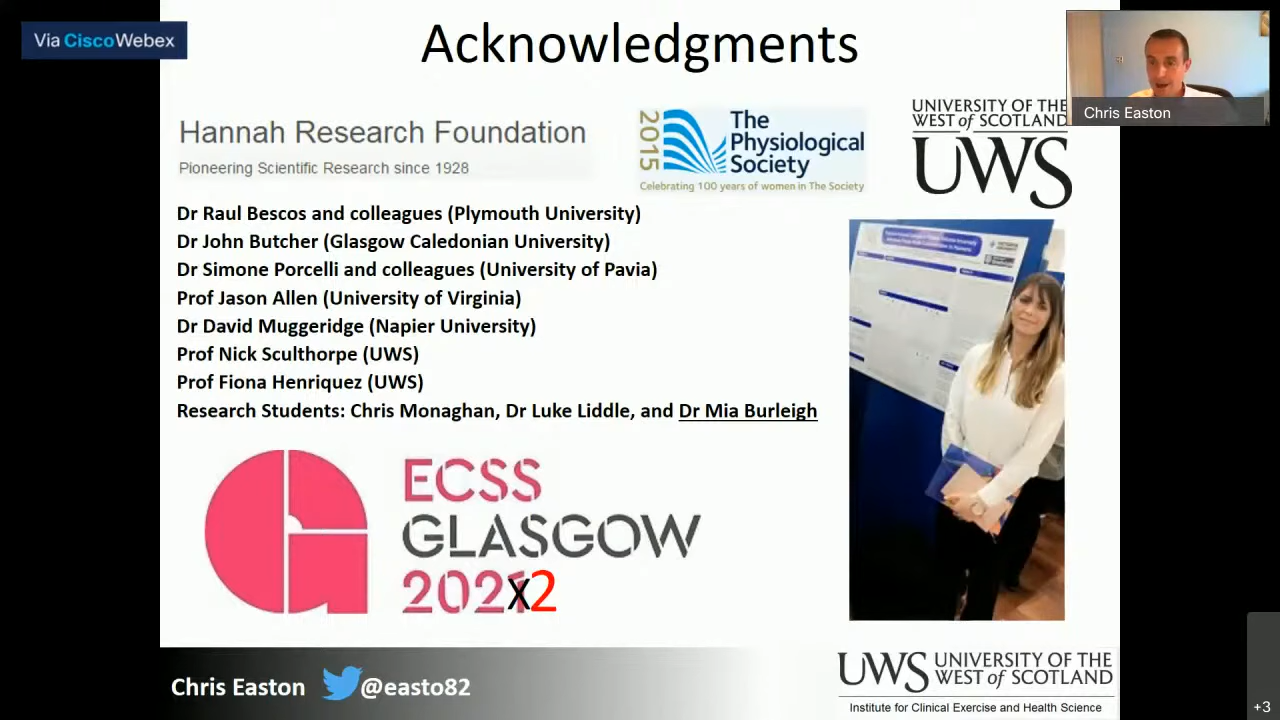 Via CiscoWebex
Acknowledgments
Chris Easton
Hannah Research Foundation
Pioneering Scientific Research since 1928
2015
The
Physiological
Society
Celebrating 100 years of women in The Society
UNIVERSITY OF THE
WEST of SCOTLAND
UWS
Dr Raul Bescos and colleagues (Plymouth University)
Dr John Butcher (Glasgow Caledonian University)
Dr Simone Porcelli and colleagues (University of Pavia)
Prof Jason Allen (University of Virginia)
Dr David Muggeridge (Napier University)
Prof Nick Sculthorpe (UWS)
Prof Fiona Henriquez (UWS)
Research Students: Chris Monaghan, Dr Luke Liddle, and Dr Mia Burleigh
ECSS
GLASGOW
2021X2
Chris Easton @easto82
UWS UNIVERSITY OF THE
WEST of SCOTLAND
Institute for Clinical Exercise and Health Science
+3